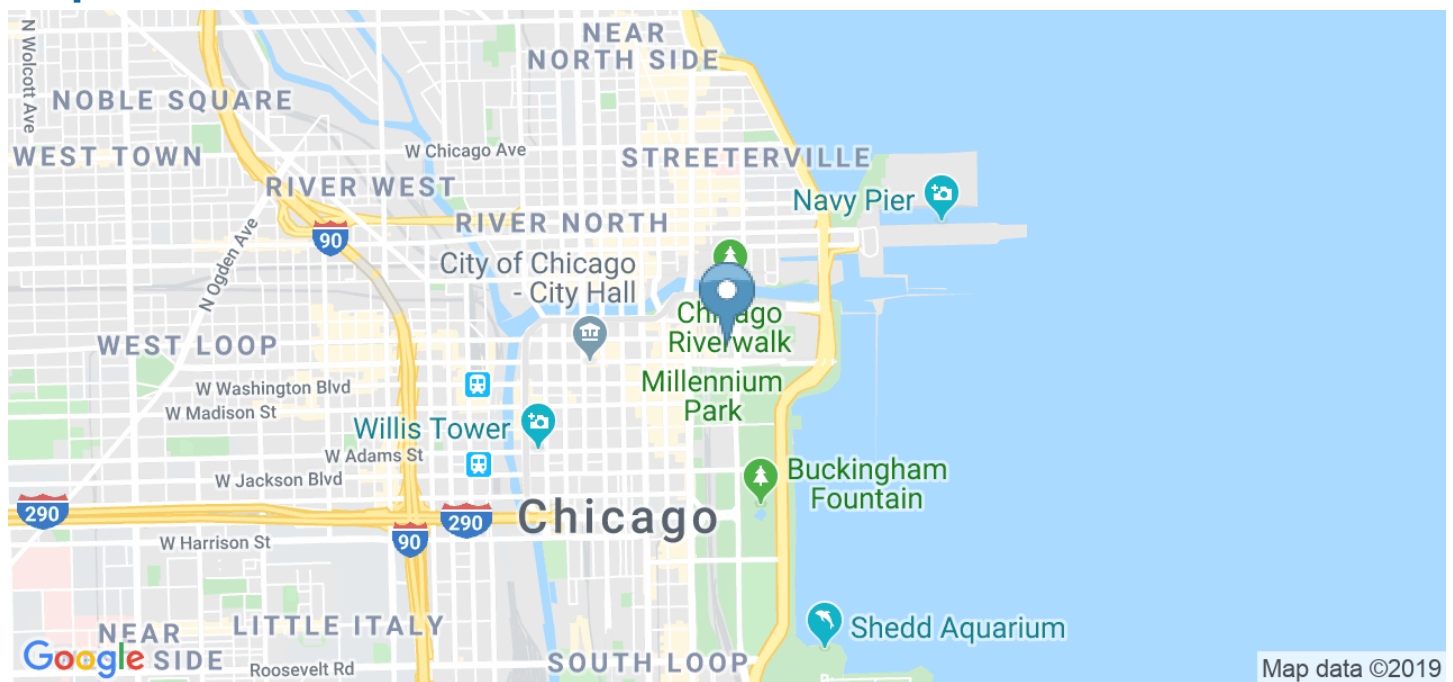 NEAR
NORTH SIDE
N Wolcott Ave
NOBLE SQUARE
WEST TOWN
W Chicago Ave
STREETERVILLE
RIVER WEST
Navy Pier
RIVER NORTH
90
N Ogden Ave
City of Chicago
- City Hall
Chicago
Riverwalk
WEST LOOP
W Washington Blvd
Millennium
Park
W Madison St
Willis Tower
W Adams St
W Jackson Blvd
Buckingham
Fountain
290
290
Chicago
90
W Harrison St
LITTLE ITALY
Shedd Aquarium
NEAR
SIDE
Google
Roosevelt Rd
SOUTH LOOP
Map data ©2019